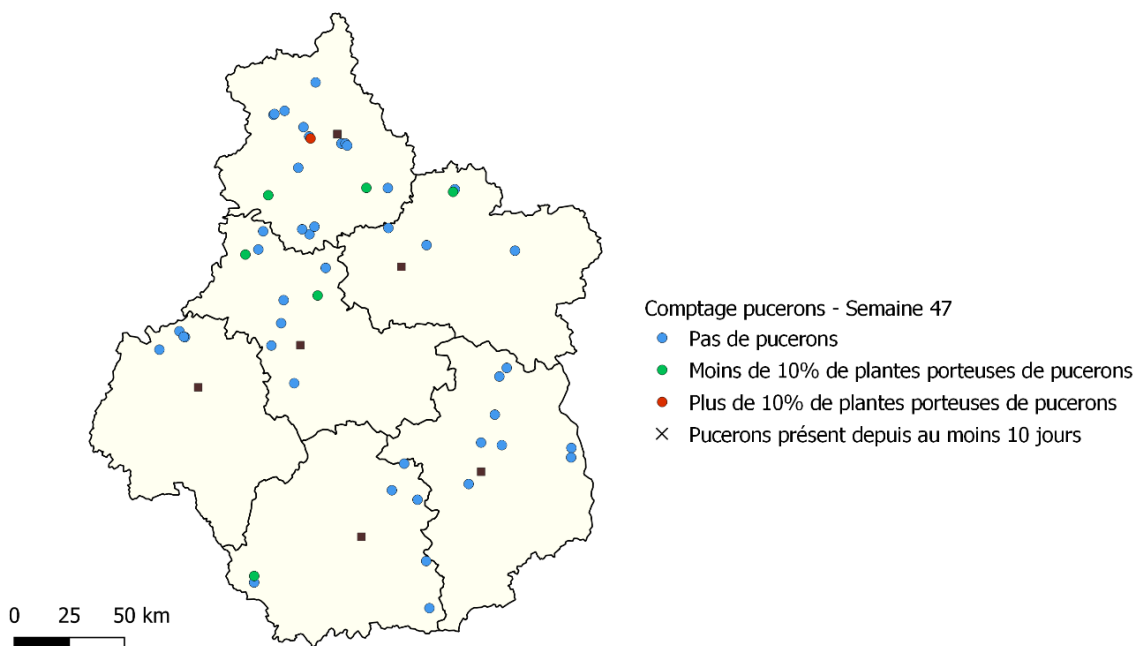 Comptage pucerons - Semaine 47
Pas de pucerons
Moins de 10% de plantes porteuses de pucerons
Plus de 10% de plantes porteuses de pucerons
Pucerons présent depuis au moins 10 jours
0 25 50 km